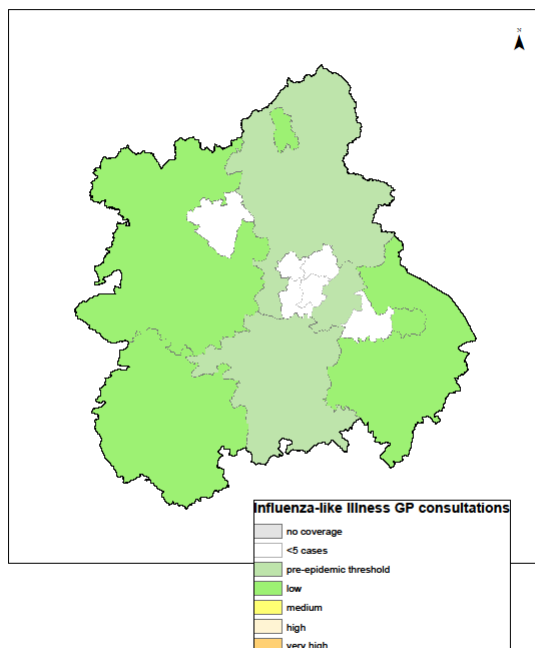 N
Influenza-like Illness GP consultations
no coverage
<5 cases
pre-epidemic threshold
low
medium
high
very high